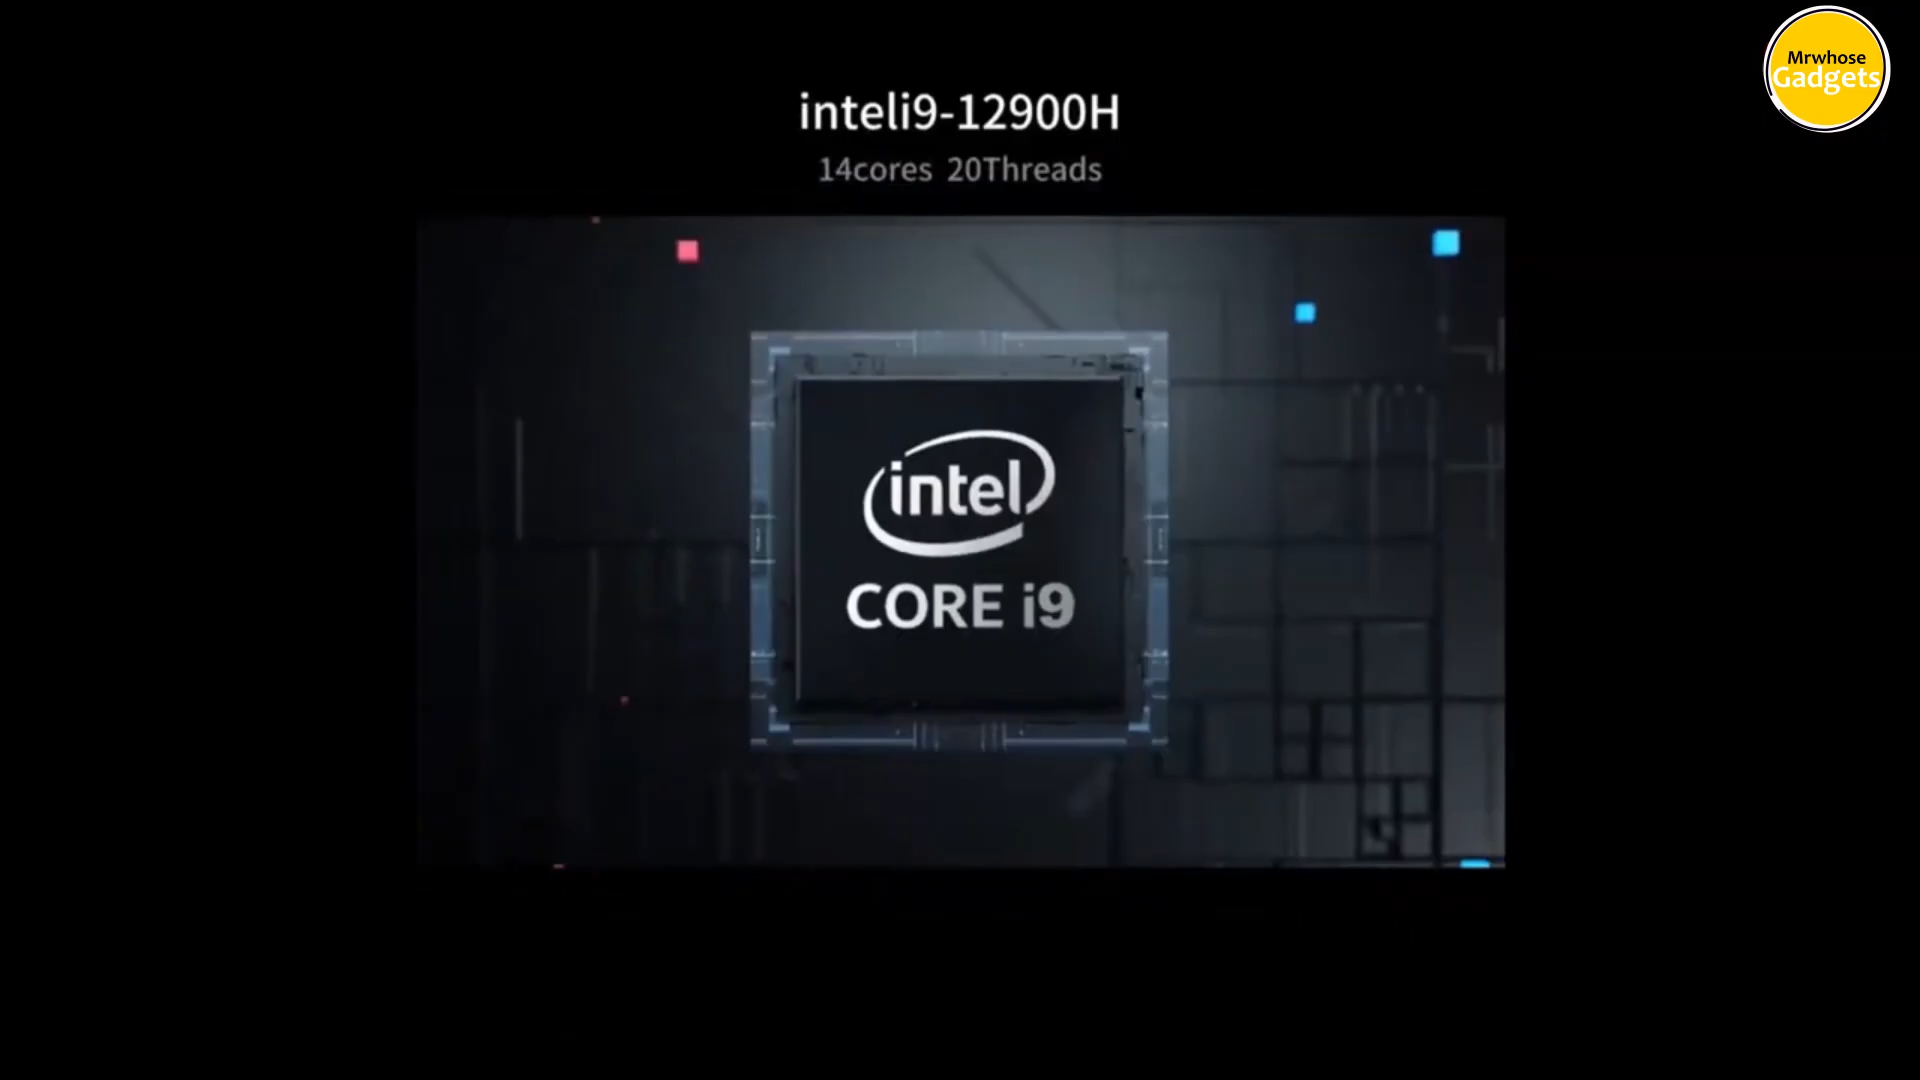 Mrwhose
Gadgets
inteli9-12900H
14cores 20Threads
intel
CORE i9